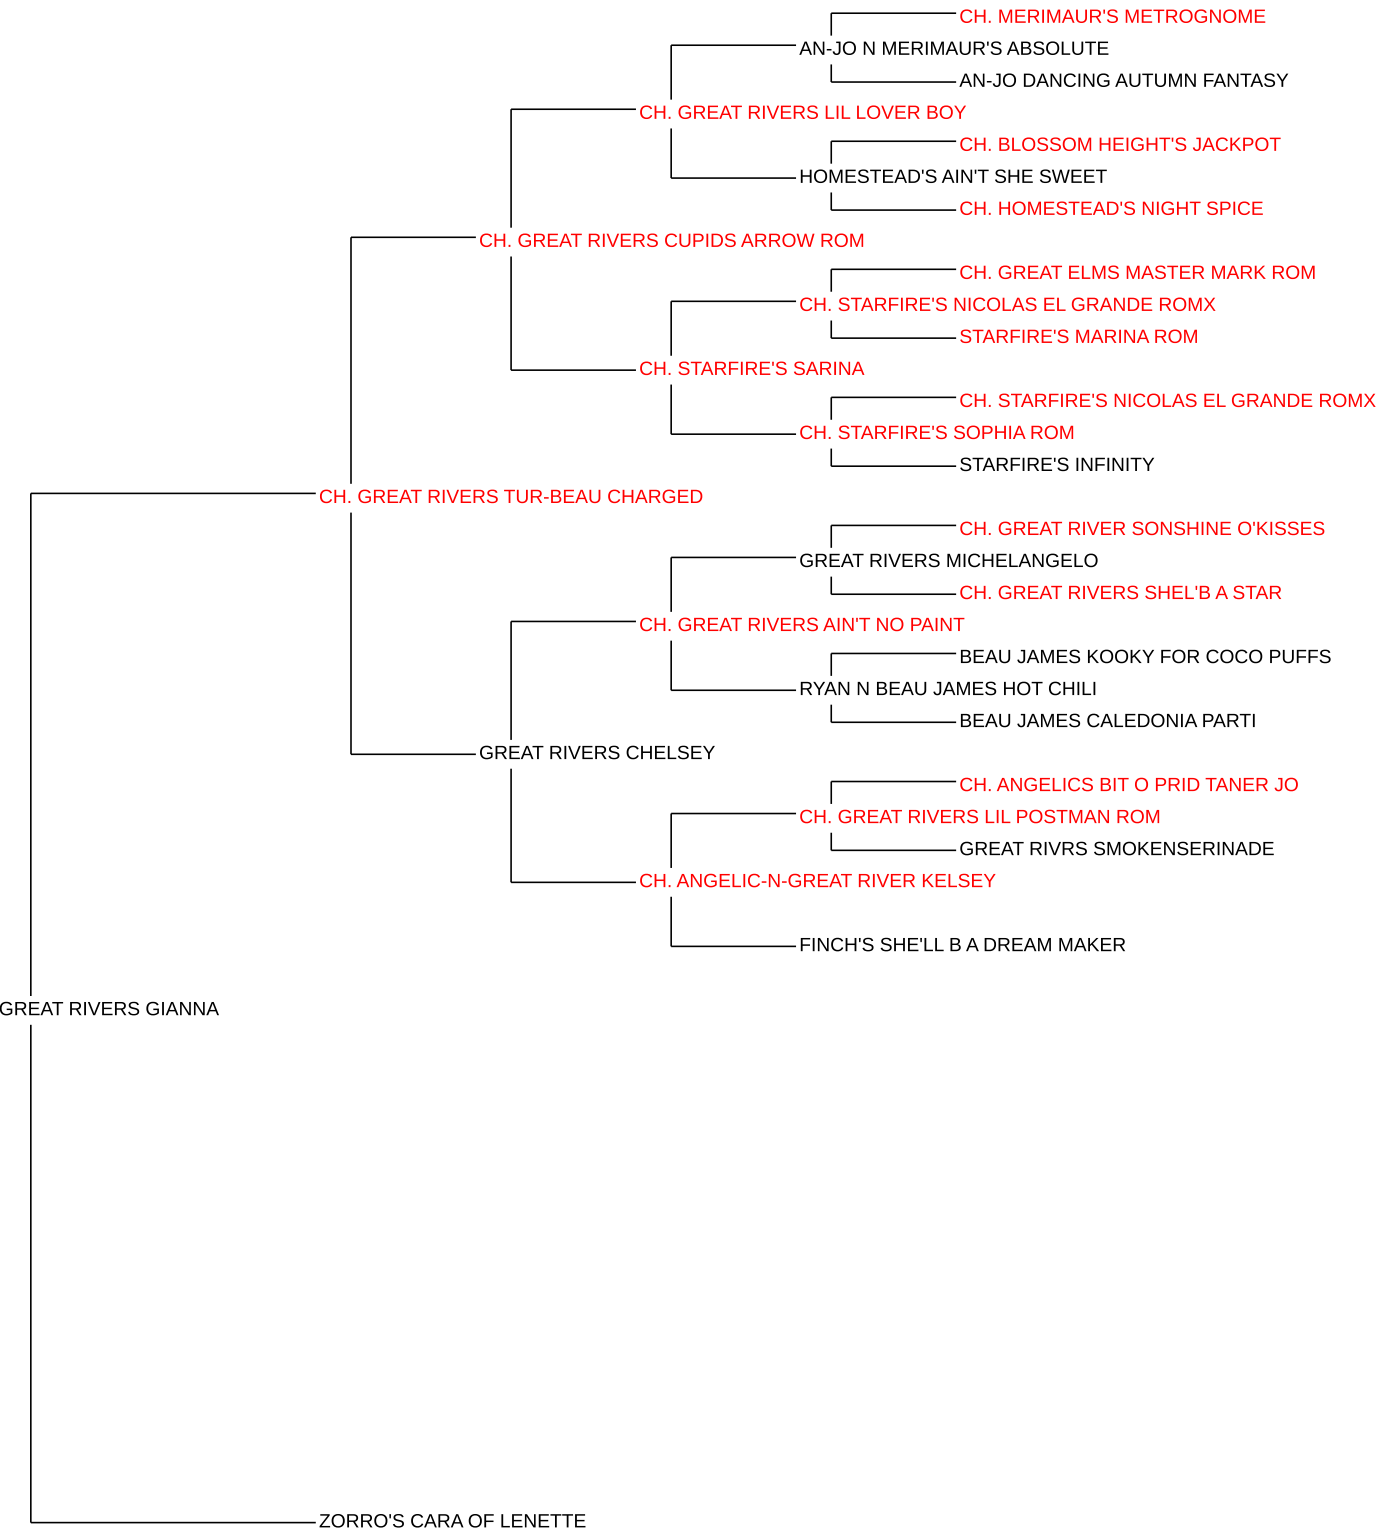 CH. MERIMAUR'S METROGNOME
AN-JO N MERIMAUR'S ABSOLUTE
AN-JO DANCING AUTUMN FANTASY
CH. GREAT RIVERS LIL LOVER BOY
CH. BLOSSOM HEIGHT'S JACKPOT
HOMESTEAD'S AIN'T SHE SWEET
CH. HOMESTEAD'S NIGHT SPICE
CH. GREAT RIVERS CUPIDS ARROW ROM
CH. GREAT ELMS MASTER MARK ROM
CH. STARFIRE'S NICOLAS EL GRANDE ROMX
STARFIRE'S MARINA ROM
CH. STARFIRE'S SARINA
CH. STARFIRE'S NICOLAS EL GRANDE ROMX
CH. STARFIRE'S SOPHIA ROM
STARFIRE'S INFINITY
CH. GREAT RIVERS TUR-BEAU CHARGED
CH. GREAT RIVER SONSHINE O'KISSES
GREAT RIVERS MICHELANGELO
CH. GREAT RIVERS SHEL'B A STAR
CH. GREAT RIVERS AIN'T NO PAINT
BEAU JAMES KOOKY FOR COCO PUFFS
RYAN N BEAU JAMES HOT CHILI
BEAU JAMES CALEDONIA PARTI
GREAT RIVERS CHELSEY
CH. ANGELICS BIT O PRID TANER JO
CH. GREAT RIVERS LIL POSTMAN ROM
GREAT RIVRS SMOKENSERINADE
CH. ANGELIC-N-GREAT RIVER KELSEY
FINCH'S SHE'LL B A DREAM MAKER
GREAT RIVERS GIANNA
ZORRO'S CARA OF LENETTE